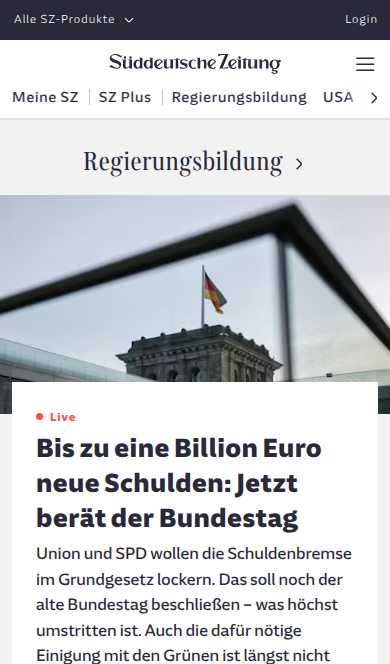 Alle SZ-Produkte Login
Süddeutsche Zeitung
Meine SZ SZ Plus Regierungsbildung USA
Regierungsbildung
Live
Bis zu eine Billion Euro
neue Schulden: Jetzt
berät der Bundestag
Union und SPD wollen die Schuldenbremse
im Grundgesetz lockern. Das soll noch der
alte Bundestag beschließen – was höchst
umstritten ist. Auch die dafür nötige
Einigung mit den Grünen ist längst nicht